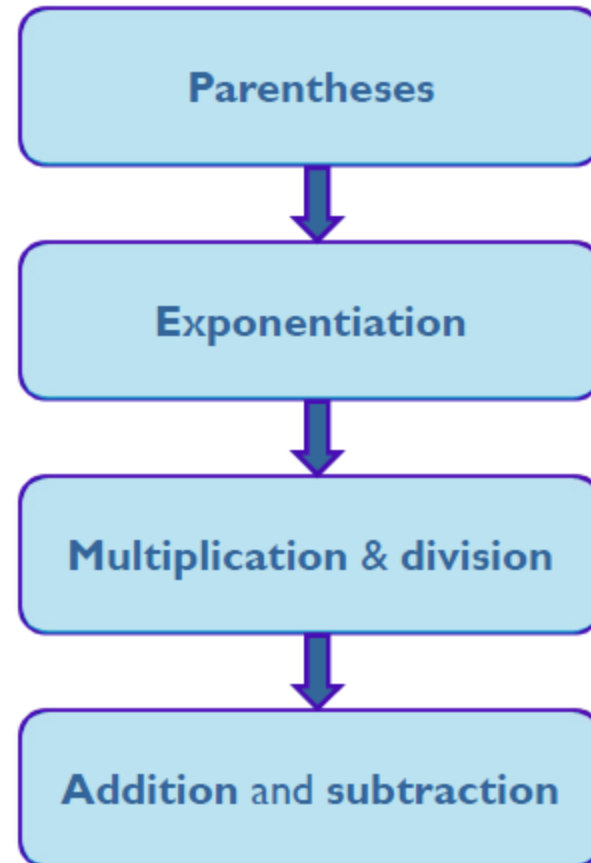 Parentheses
Exponentiation
Multiplication & division
Addition and subtraction